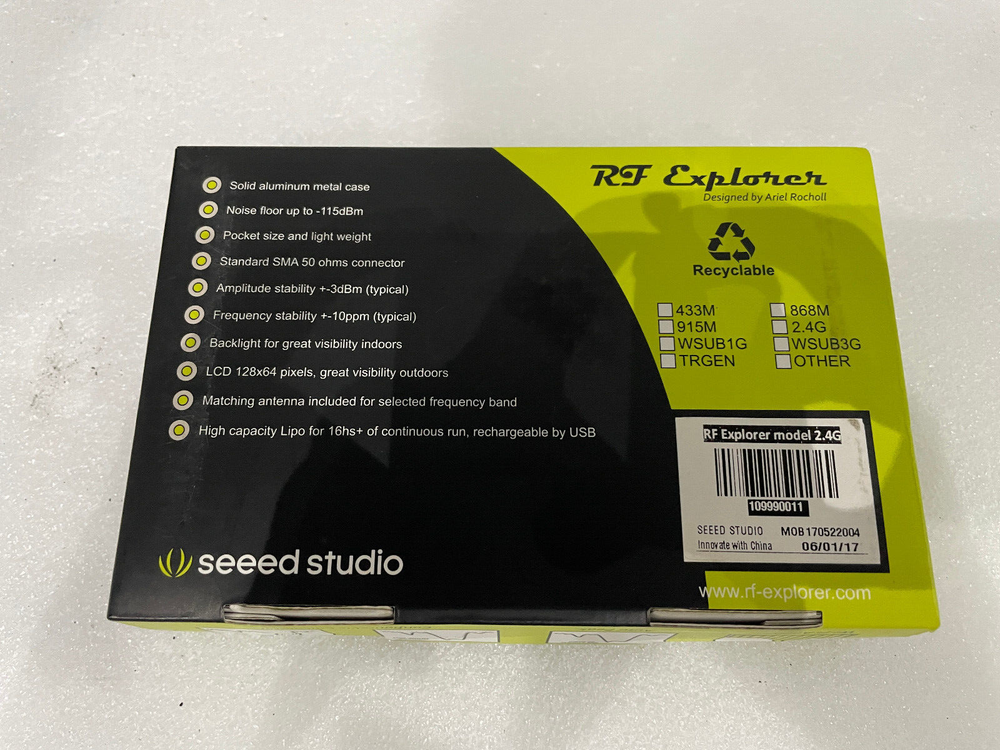 Solid aluminum metal case
Noise floor up to -115dBm
Pocket size and light weight
Standard SMA 50 ohms connector
Amplitude stability +-3dBm (typical)
Frequency stability +-10ppm (typical)
Backlight for great visibility indoors
LCD 128x64 pixels, great visibility outdoors
Matching antenna included for selected frequency band
High capacity Lipo for 16hs+ of continuous run, rechargeable by USB
seeed studio
RF Explorer
Designed by Ariel Rocholl
Recyclable
433M 868M
915M 2.4G
WSUB1G WSUB3G
TRGEN OTHER
RF Explorer model 2.4G
109990011
SEEED STUDIO MOB170522004
Innovate with China 06/01/17
www.rf-explorer.com